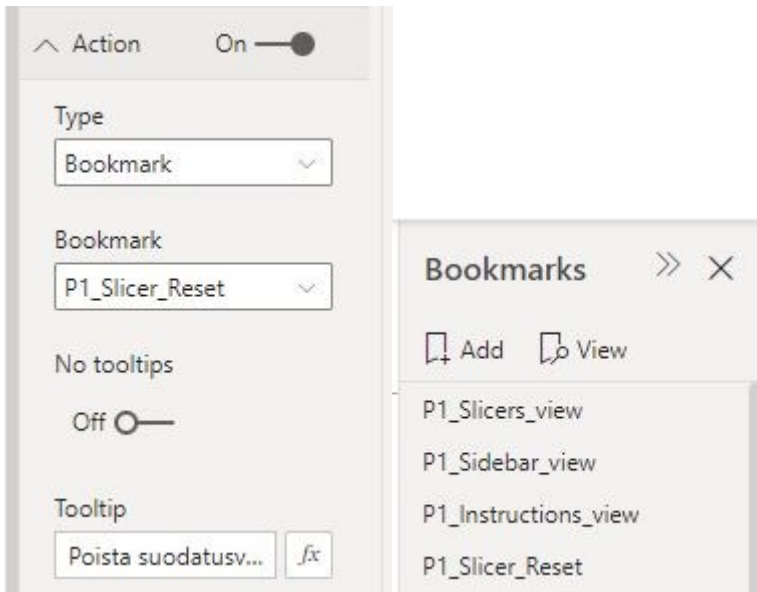 Action On
Type
Bookmark
Bookmark
P1_Slicer_Reset
No tooltips
Off
Tooltip
Poista suodatusv... fx
Bookmarks
Add View
P1_Slicers_view
P1_Sidebar_view
P1_Instructions_view
P1_Slicer_Reset